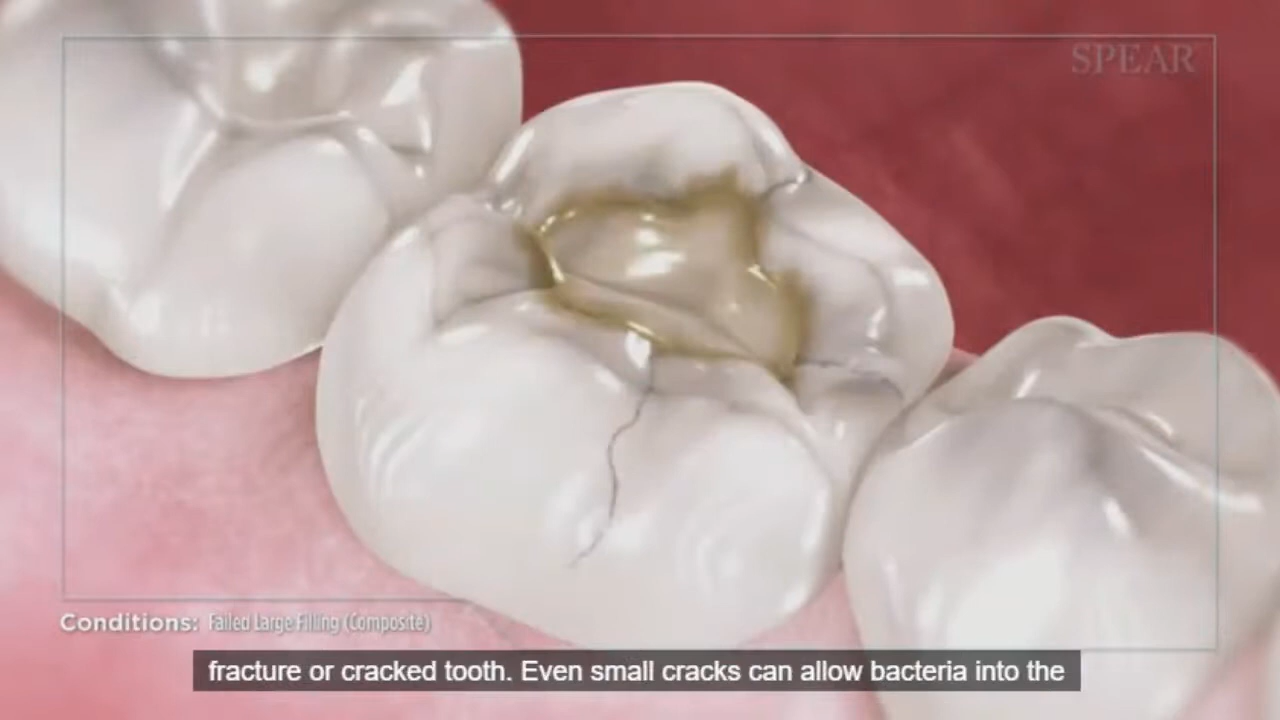 SPEAR
Conditions: Failed Large Filling (Composite)
fracture or cracked tooth. Even small cracks can allow bacteria into the